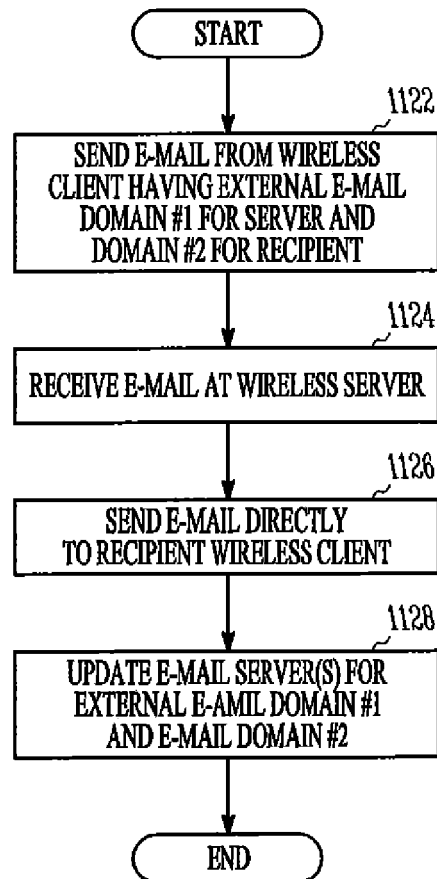 START
1122
SEND E-MAIL FROM WIRELESS
CLIENT HAVING EXTERNAL E-MAIL
DOMAIN #1 FOR SERVER AND
DOMAIN #2 FOR RECIPIENT
1124
RECEIVE E-MAIL AT WIRELESS SERVER
1126
SEND E-MAIL DIRECTLY
TO RECIPIENT WIRELESS CLIENT
1128
UPDATE E-MAIL SERVER(S) FOR
EXTERNAL E-AMIL DOMAIN #1
AND E-MAIL DOMAIN #2
END